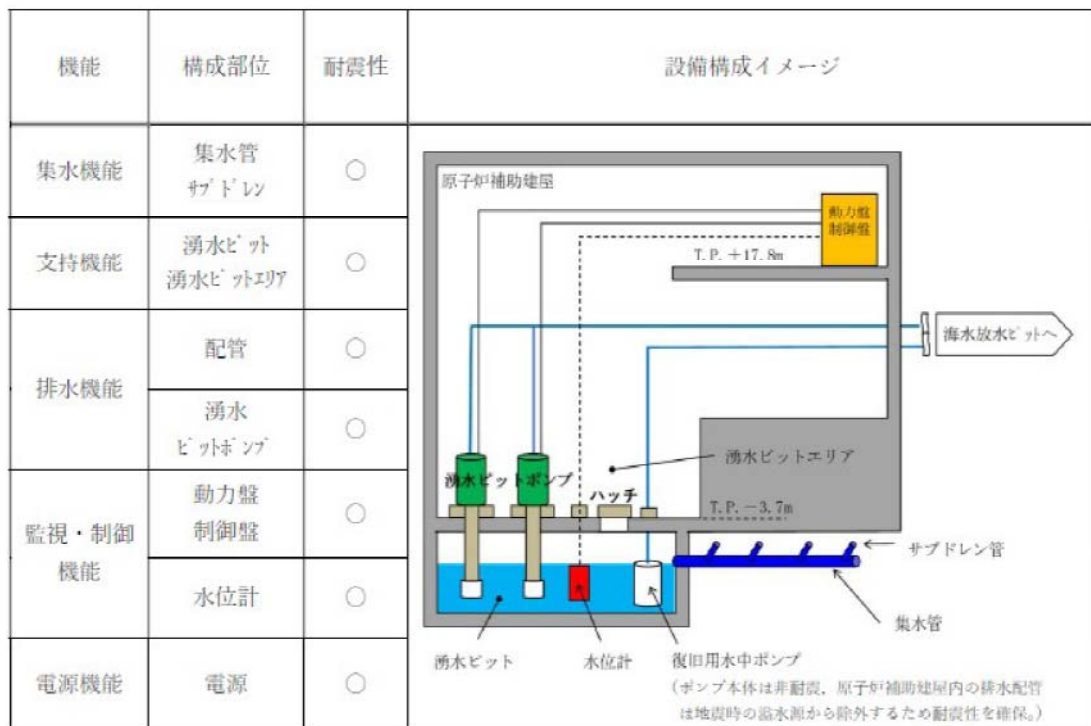 機能 構成部位 耐震性 設備構成イメージ
集水機能 集水管 ○
ｻﾌﾞﾄﾞﾚﾝ
支持機能 湧水ﾋﾟｯﾄ ○
湧水ﾋﾟｯﾄｴﾘｱ
排水機能 配管 ○
湧水 ○
ﾋﾟｯﾄﾎﾟﾝﾌﾟ
監視・制御
機能
動力盤 ○
制御盤
水位計 ○
電源機能 電源 ○
原子炉補助建屋
動力盤
制御盤
T.P.＋17.8m
海水放水ﾋﾟｯﾄへ
湧水ピットエリア
湧水ピットポンプ
ハッチ
T.P.－3.7m
サブドレン管
集水管
湧水ピット
水位計
復旧用水中ポンプ
(ポンプ本体は非耐震，原子炉補助建屋内の排水配管
は地震時の溢水源から除外するため耐震性を確保。)